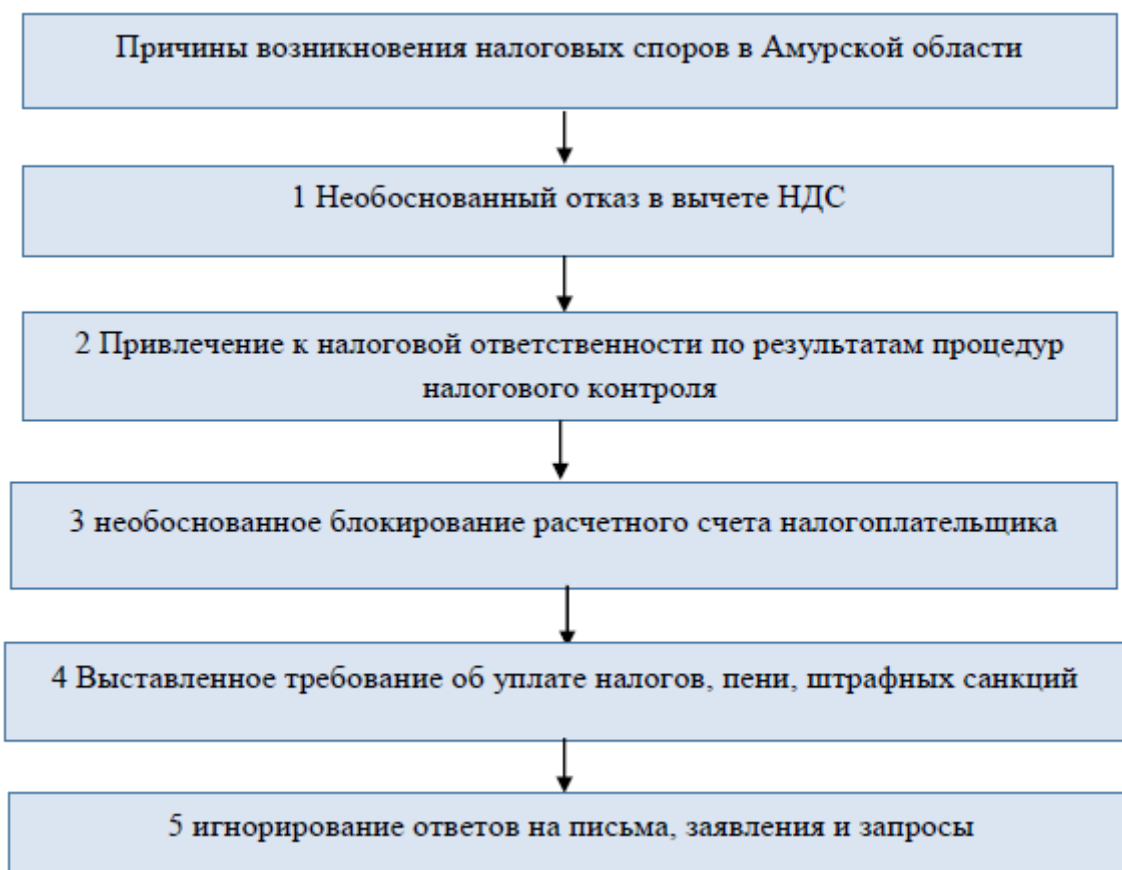 Причины возникновения налоговых споров в Амурской области
1 Необоснованный отказ в вычете НДС
2 Привлечение к налоговой ответственности по результатам процедур
налогового контроля
3 необоснованное блокирование расчетного счета налогоплательщика
4 Выставленное требование об уплате налогов, пени, штрафных санкций
5 игнорирование ответов на письма, заявления и запросы